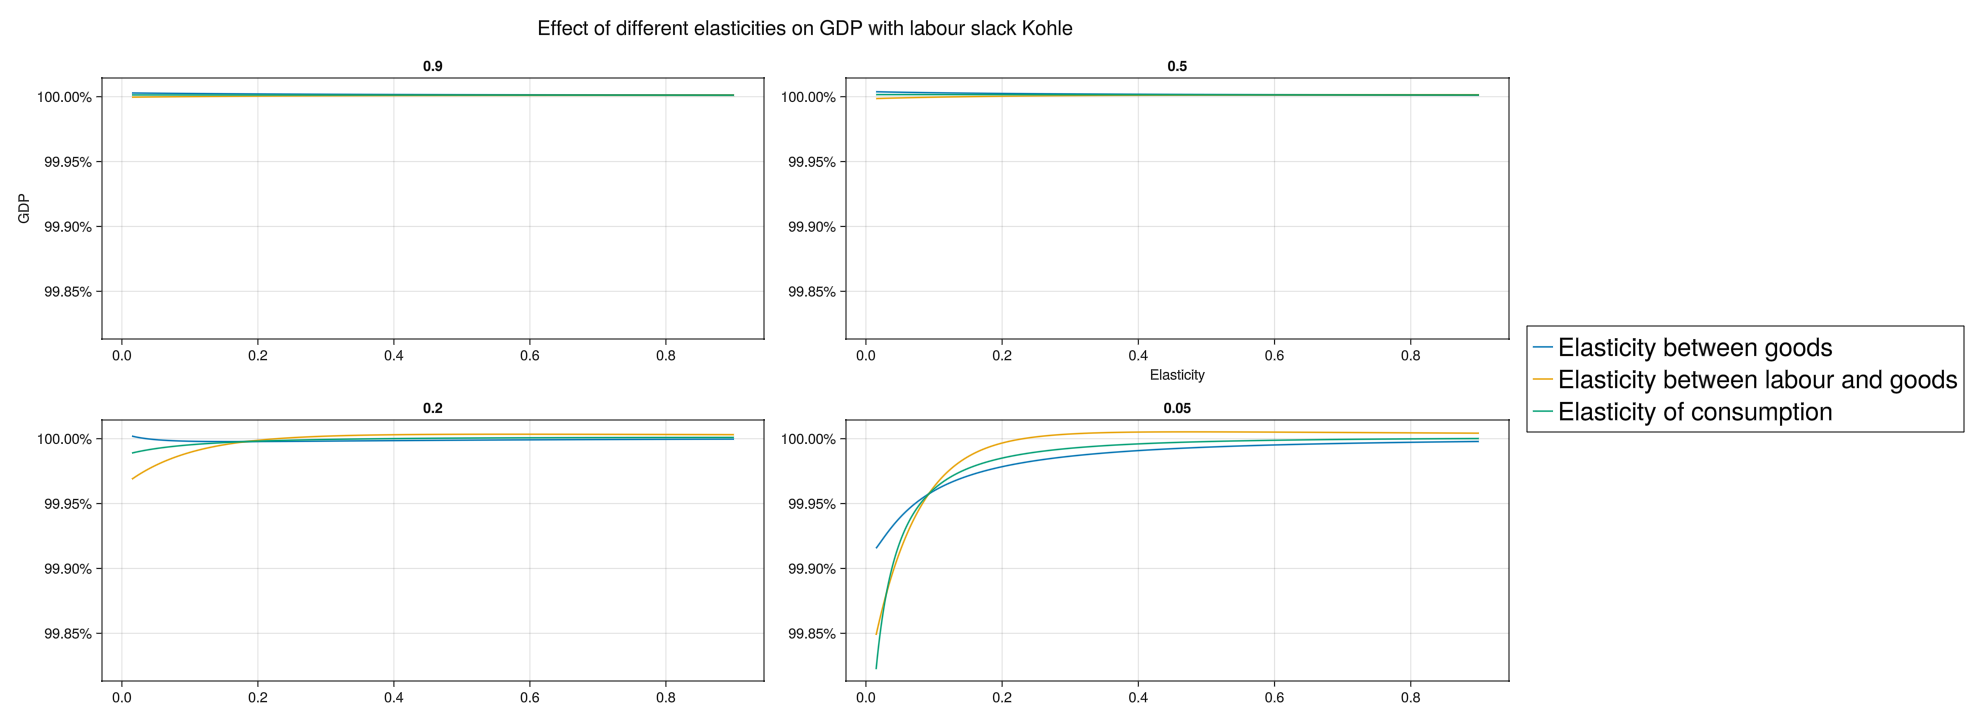 Effect of different elasticities on GDP with labour slack Kohle
0.9
100.00%
99.95%
99.90%
99.85%
GDP
0.0 0.2 0.4 0.6 0.8
0.5
100.00%
99.95%
99.90%
99.85%
0.0 0.2 0.4 0.6 0.8
Elasticity
0.2
100.00%
99.95%
99.90%
99.85%
0.0 0.2 0.4 0.6 0.8
0.05
100.00%
99.95%
99.90%
99.85%
0.0 0.2 0.4 0.6 0.8
Elasticity between goods
Elasticity between labour and goods
Elasticity of consumption